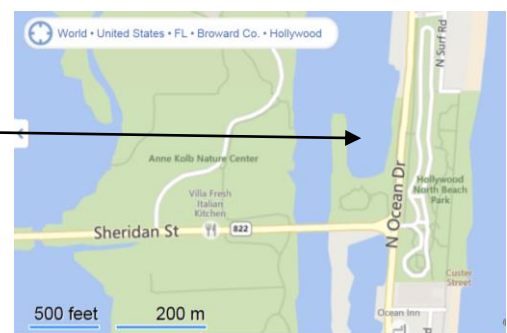 World • United States • FL • Broward Co. • Hollywood
N Surf Rd
Anne Kolb Nature Center
Villa Fresh
Italian
Kitchen
Hollywood
North Beach
Park
Sheridan St
822
N Ocean Dr
Custer
Street
500 feet
200 m
Ocean Inn